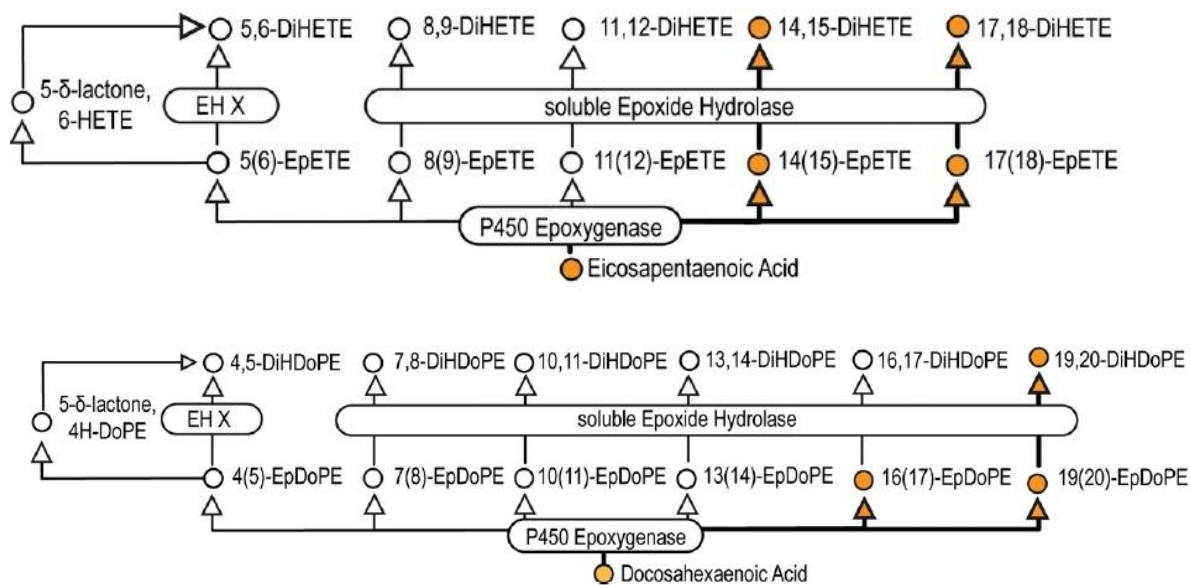 5,6-DiHETE 8,9-DiHETE 11,12-DiHETE 14,15-DiHETE 17,18-DiHETE
5-δ-lactone,
6-HETE
EH X
soluble Epoxide Hydrolase
5(6)-EpETE 8(9)-EpETE 11(12)-EpETE 14(15)-EpETE 17(18)-EpETE
P450 Epoxygenase
Eicosapentaenoic Acid
4,5-DiHDoPE 7,8-DiHDoPE 10,11-DiHDoPE 13,14-DiHDoPE 16,17-DiHDoPE 19,20-DiHDoPE
5-δ-lactone,
4H-DoPE
EH X
soluble Epoxide Hydrolase
4(5)-EpDoPE 7(8)-EpDoPE 10(11)-EpDoPE 13(14)-EpDoPE 16(17)-EpDoPE 19(20)-EpDoPE
P450 Epoxygenase
Docosahexaenoic Acid